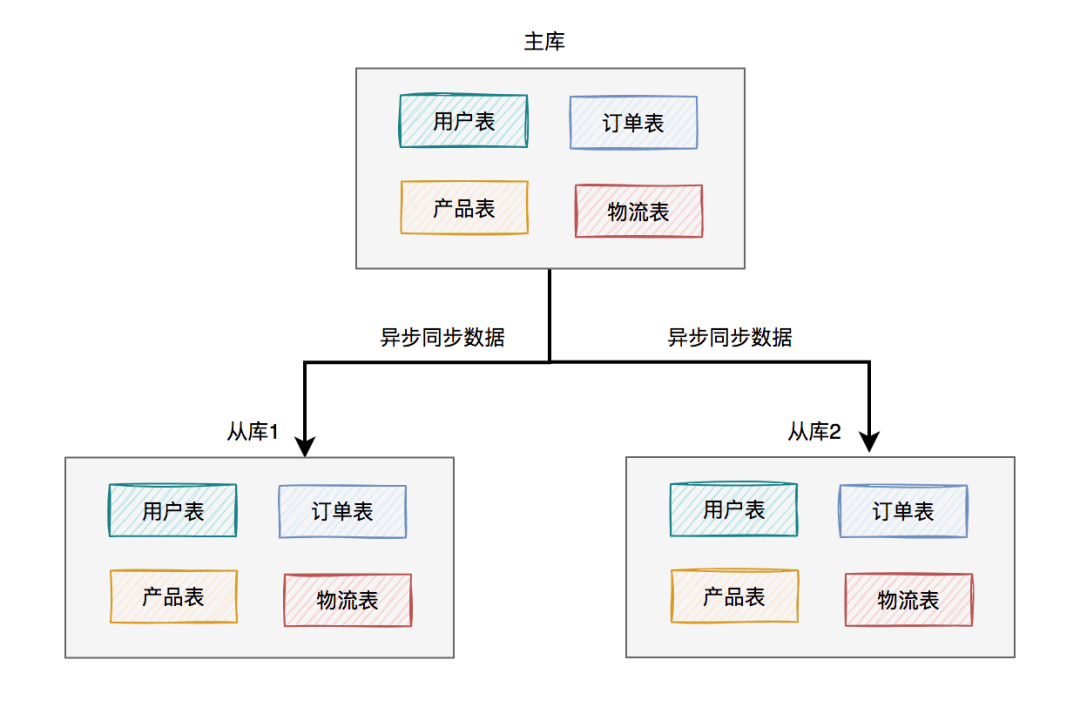 主库
用户表
订单表
产品表
物流表
异步同步数据
异步同步数据
从库1
从库2
用户表
订单表
产品表
物流表
用户表
订单表
产品表
物流表